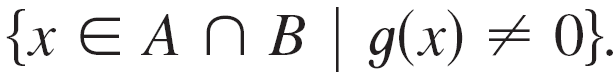 {x ∈ A ∩ B | g(x) ≠ 0}.